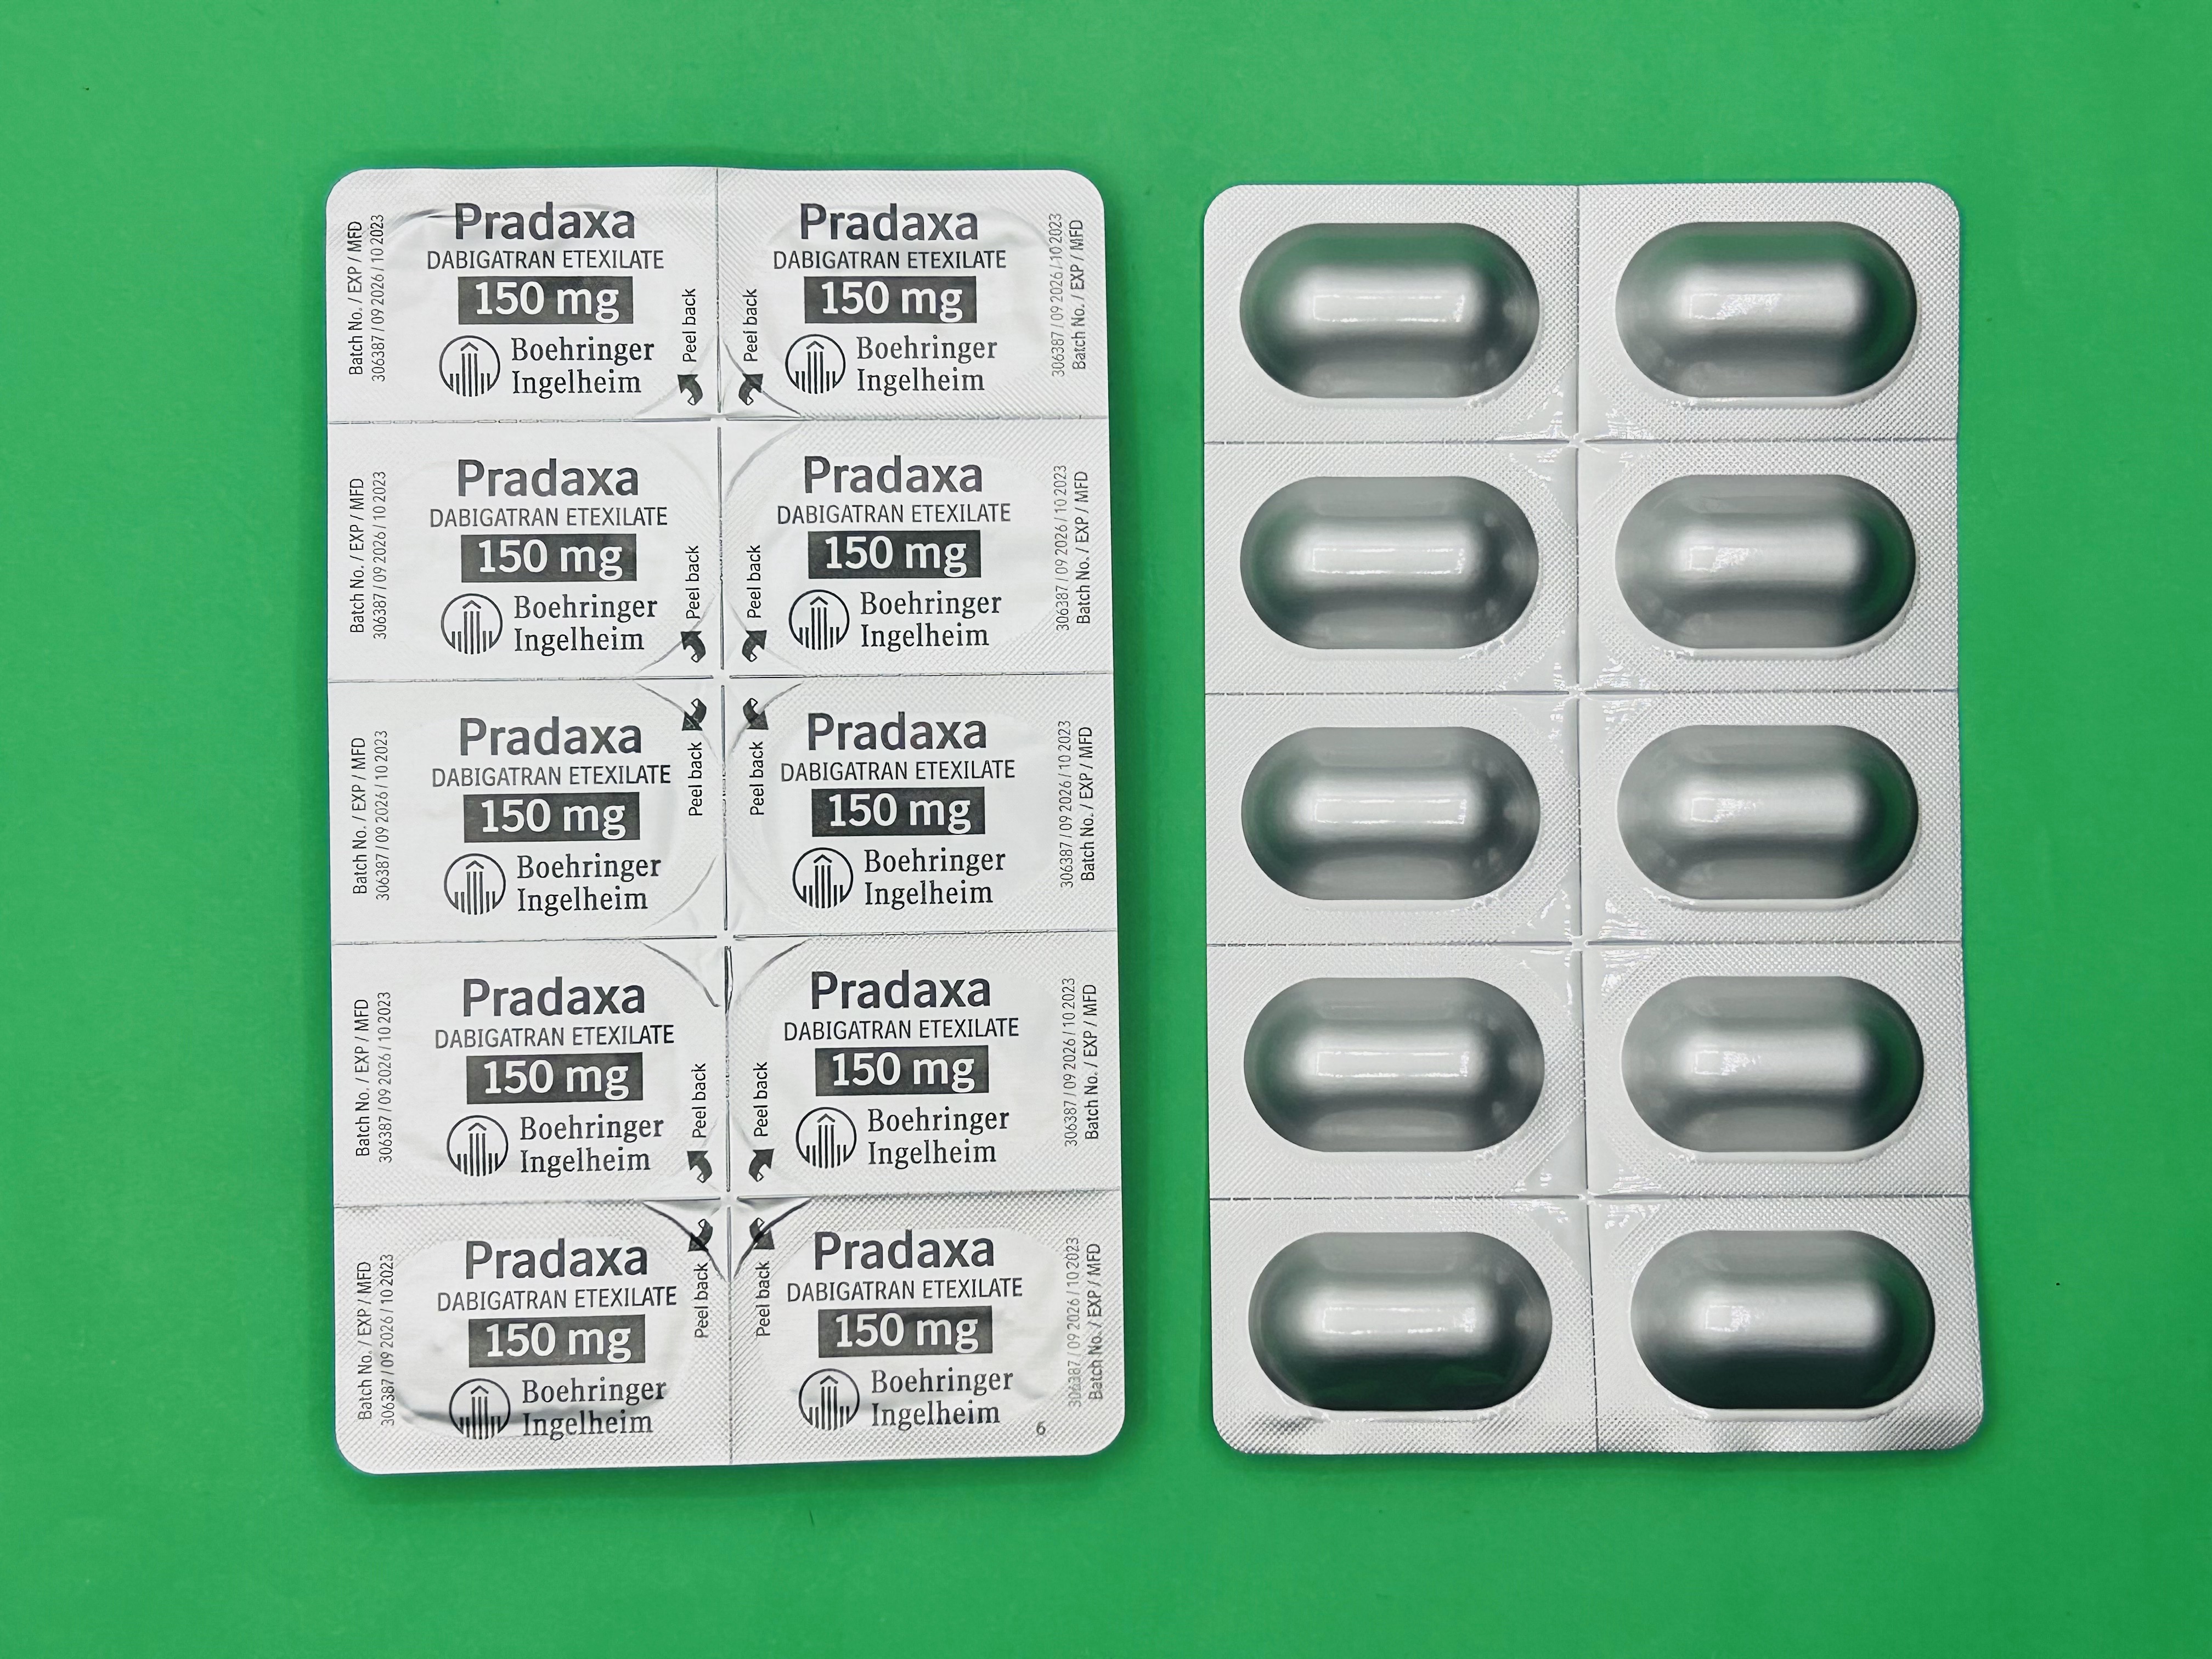 Batch No. / EXP / MFD
306387 / 09 2026 / 10 2023
Pradaxa
DABIGATRAN ETEXILATE
150 mg
Boehringer
Ingelheim
Peel back
Peel back
Pradaxa
DABIGATRAN ETEXILATE
150 mg
Boehringer
Ingelheim
306387 / 09 2026 / 10 2023
Batch No. / EXP / MFD
Batch No. / EXP / MFD
306387 / 09 2026 / 10 2023
Pradaxa
DABIGATRAN ETEXILATE
150 mg
Boehringer
Ingelheim
Peel back
Peel back
Pradaxa
DABIGATRAN ETEXILATE
150 mg
Boehringer
Ingelheim
306387 / 09 2026 / 10 2023
Batch No. / EXP / MFD
Batch No. / EXP / MFD
306387 / 09 2026 / 10 2023
Pradaxa
DABIGATRAN ETEXILATE
150 mg
Boehringer
Ingelheim
Peel back
Peel back
Pradaxa
DABIGATRAN ETEXILATE
150 mg
Boehringer
Ingelheim
306387 / 09 2026 / 10 2023
Batch No. / EXP / MFD
Batch No. / EXP / MFD
306387 / 09 2026 / 10 2023
Pradaxa
DABIGATRAN ETEXILATE
150 mg
Boehringer
Ingelheim
Peel back
Peel back
Pradaxa
DABIGATRAN ETEXILATE
150 mg
Boehringer
Ingelheim
306387 / 09 2026 / 10 2023
Batch No. / EXP / MFD
Batch No. / EXP / MFD
306387 / 09 2026 / 10 2023
Pradaxa
DABIGATRAN ETEXILATE
150 mg
Boehringer
Ingelheim
Peel back
Peel back
Pradaxa
DABIGATRAN ETEXILATE
150 mg
Boehringer
Ingelheim
306387 / 09 2026 / 10 2023
Batch No. / EXP / MFD
6